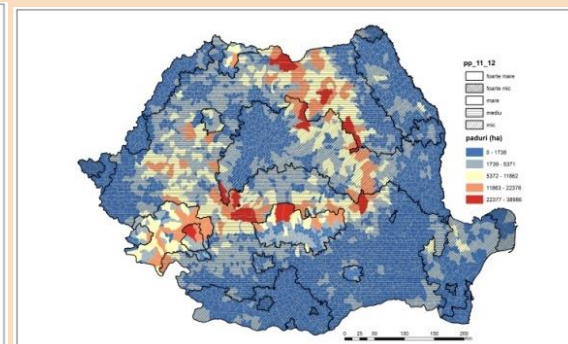 pp_11_12
foarte mare
foarte mic
mare
mediu
mic
paduri (ha)
0 - 1738
1739 - 5371
5372 - 11862
11863 - 22376
22377 - 38986
0 25 50 100 150 200